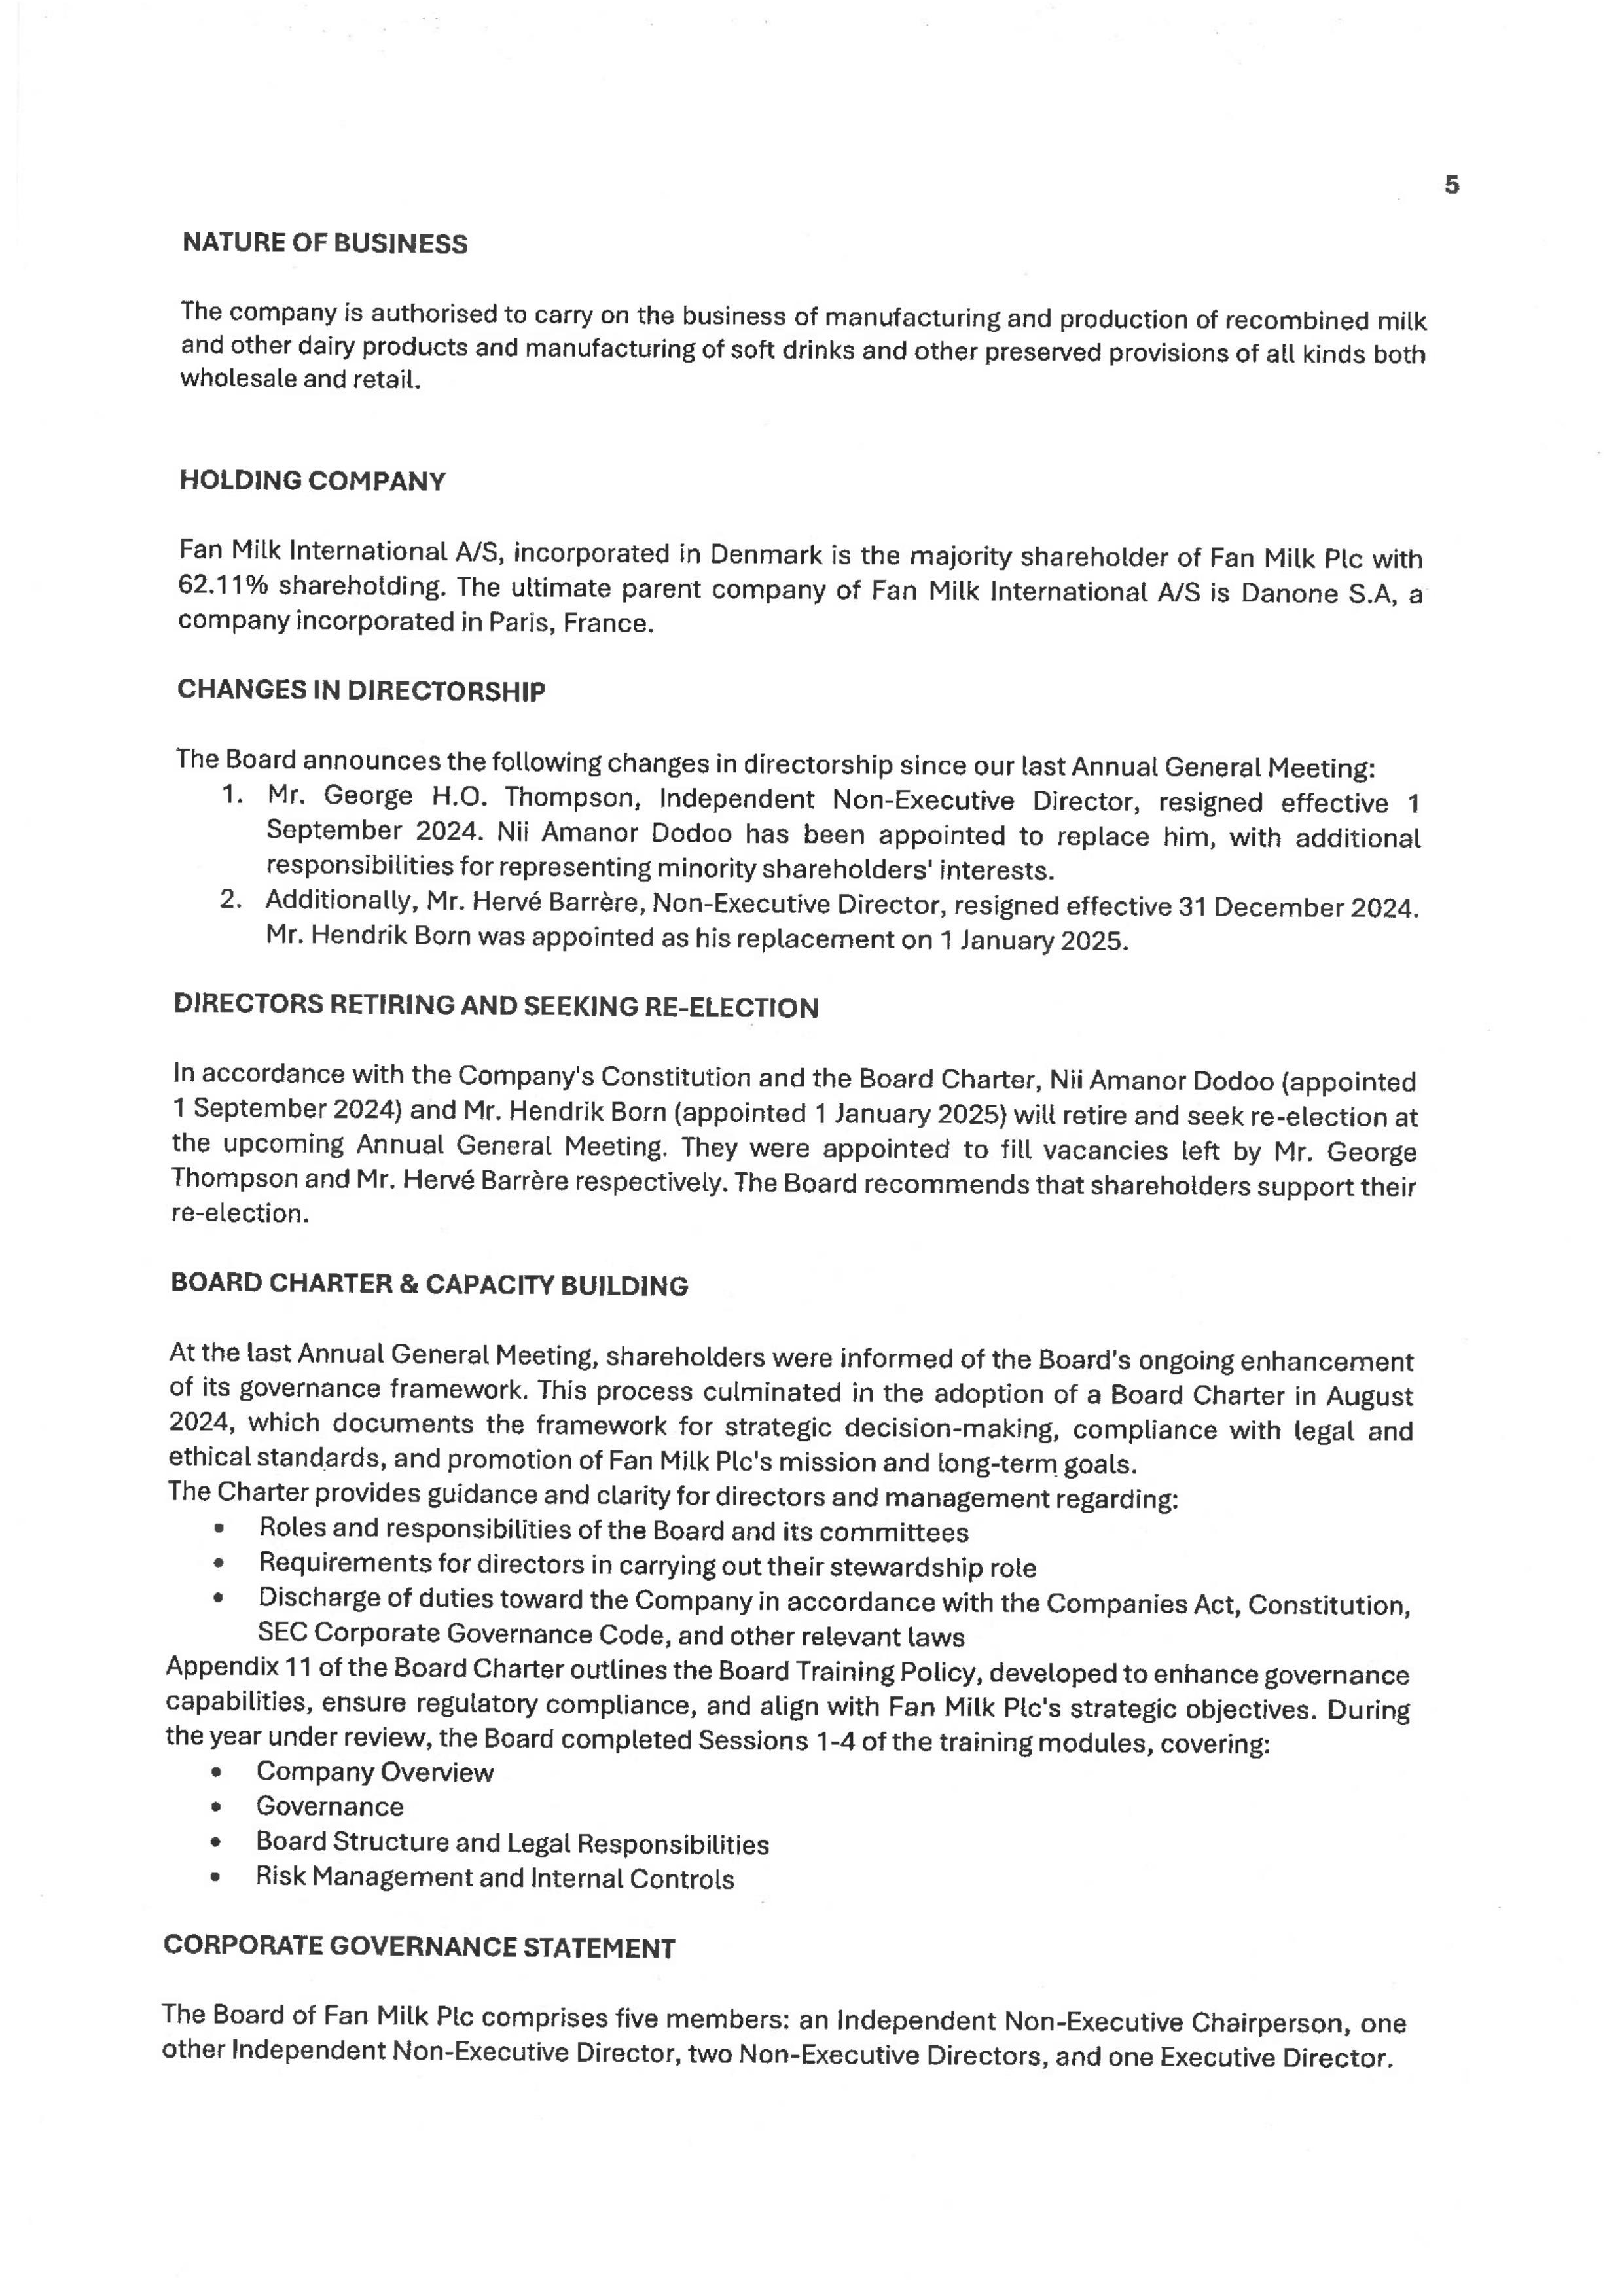 5
NATURE OF BUSINESS
The company is authorised to carry on the business of manufacturing and production of recombined milk
and other dairy products and manufacturing of soft drinks and other preserved provisions of all kinds both
wholesale and retail.
HOLDING COMPANY
Fan Milk International A/S, incorporated in Denmark is the majority shareholder of Fan Milk Plc with
62.11% shareholding. The ultimate parent company of Fan Milk International A/S is Danone S.A, a
company incorporated in Paris, France.
CHANGES IN DIRECTORSHIP
The Board announces the following changes in directorship since our last Annual General Meeting:
1. Mr. George H.O. Thompson, Independent Non-Executive Director, resigned effective 1
September 2024. Nii Amanor Dodoo has been appointed to replace him, with additional
responsibilities for representing minority shareholders' interests.
2. Additionally, Mr. Hervé Barrère, Non-Executive Director, resigned effective 31 December 2024.
Mr. Hendrik Born was appointed as his replacement on 1 January 2025.
DIRECTORS RETIRING AND SEEKING RE-ELECTION
In accordance with the Company's Constitution and the Board Charter, Nii Amanor Dodoo (appointed
1 September 2024) and Mr. Hendrik Born (appointed 1 January 2025) will retire and seek re-election at
the upcoming Annual General Meeting. They were appointed to fill vacancies left by Mr. George
Thompson and Mr. Hervé Barrère respectively. The Board recommends that shareholders support their
re-election.
BOARD CHARTER & CAPACITY BUILDING
At the last Annual General Meeting, shareholders were informed of the Board's ongoing enhancement
of its governance framework. This process culminated in the adoption of a Board Charter in August
2024, which documents the framework for strategic decision-making, compliance with legal and
ethical standards, and promotion of Fan Milk Plc's mission and long-term goals.
The Charter provides guidance and clarity for directors and management regarding:
• Roles and responsibilities of the Board and its committees
• Requirements for directors in carrying out their stewardship role
• Discharge of duties toward the Company in accordance with the Companies Act, Constitution,
SEC Corporate Governance Code, and other relevant laws
Appendix 11 of the Board Charter outlines the Board Training Policy, developed to enhance governance
capabilities, ensure regulatory compliance, and align with Fan Milk Plc's strategic objectives. During
the year under review, the Board completed Sessions 1-4 of the training modules, covering:
• Company Overview
• Governance
• Board Structure and Legal Responsibilities
• Risk Management and Internal Controls
CORPORATE GOVERNANCE STATEMENT
The Board of Fan Milk Plc comprises five members: an Independent Non-Executive Chairperson, one
other Independent Non-Executive Director, two Non-Executive Directors, and one Executive Director.